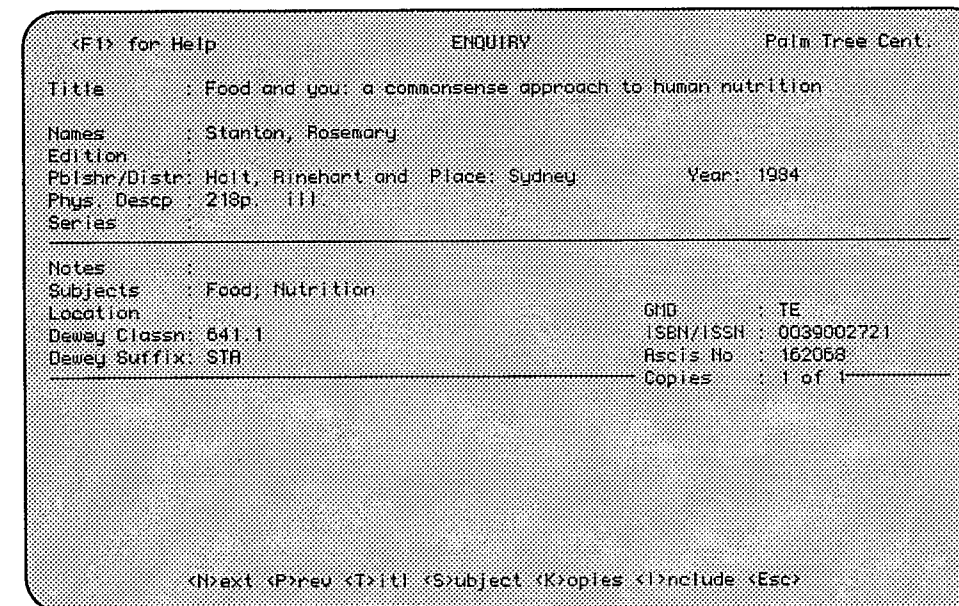 <F1> for Help ENQUIRY Palm Tree Cent.
Title : Food and you: a commonsense approach to human nutrition
Names : Stanton, Rosemary
Edition :
Pblshr/Distr: Holt, Rinehart and Place: Sydney Year: 1984
Phys. Descp : 218p. ill.
Series :
Notes :
Subjects : Food; Nutrition
Location :
Dewey Classn: 641.1
Dewey Suffix: STA
GMD : TE
ISBN/ISSN : 0039002721
Ascis No : 162068
Copies : 1 of 1
<N>ext <P>rev <T>itl <S>ubject <K>opies <I>nclude <Esc>